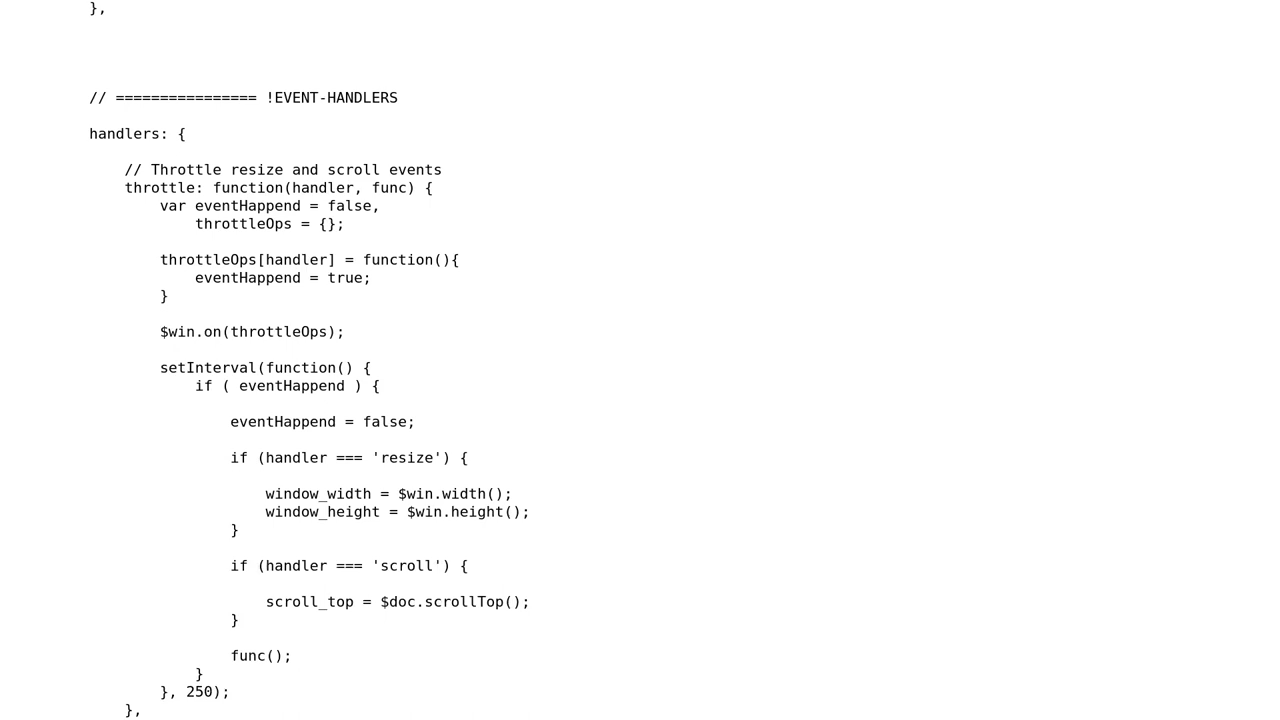 },
// ================ !EVENT-HANDLERS
handlers: {
// Throttle resize and scroll events
throttle: function(handler, func) {
var eventHappend = false,
throttleOps = {};
throttleOps[handler] = function(){
eventHappend = true;
}
$win.on(throttleOps);
setInterval(function() {
if ( eventHappend ) {
eventHappend = false;
if (handler === 'resize') {
window_width = $win.width();
window_height = $win.height();
}
if (handler === 'scroll') {
scroll_top = $doc.scrollTop();
}
func();
}
}, 250);
},